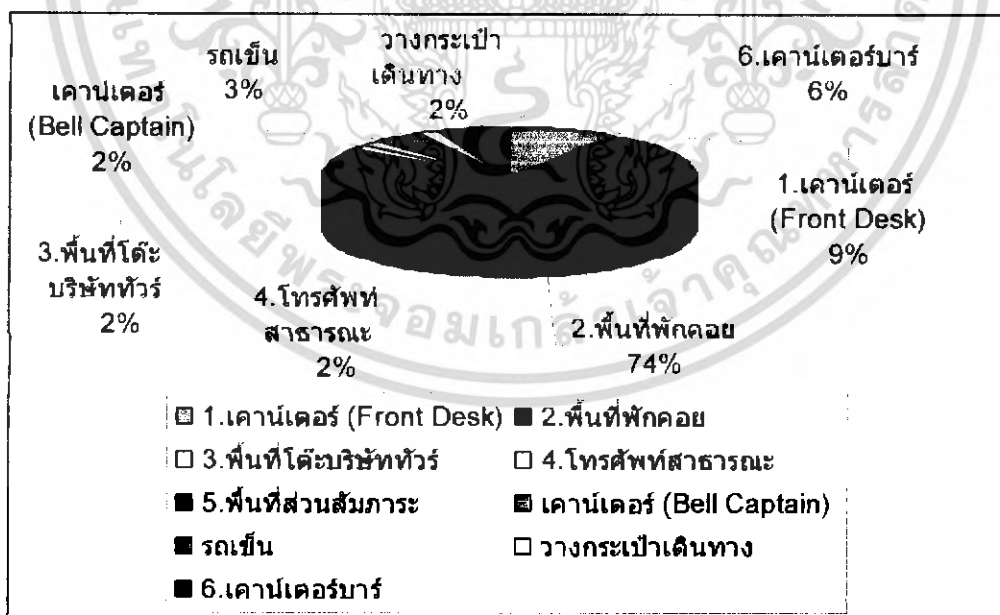 รถเข็น
3%
วางกระเป๋า
เดินทาง
2%
6.เคาน์เตอร์บาร์
6%
เคาน์เตอร์
(Bell Captain)
2%
1.เคาน์เตอร์
(Front Desk)
9%
3.พื้นที่โต๊ะ
บริษัททัวร์
2%
4.โทรศัพท์
สาธารณะ
2%
2.พื้นที่พักคอย
74%
1.เคาน์เตอร์ (Front Desk) 2.พื้นที่พักคอย
3.พื้นที่โต๊ะบริษัททัวร์ 4.โทรศัพท์สาธารณะ
5.พื้นที่ส่วนสัมภาระ เคาน์เตอร์ (Bell Captain)
รถเข็น วางกระเป๋าเดินทาง
6.เคาน์เตอร์บาร์